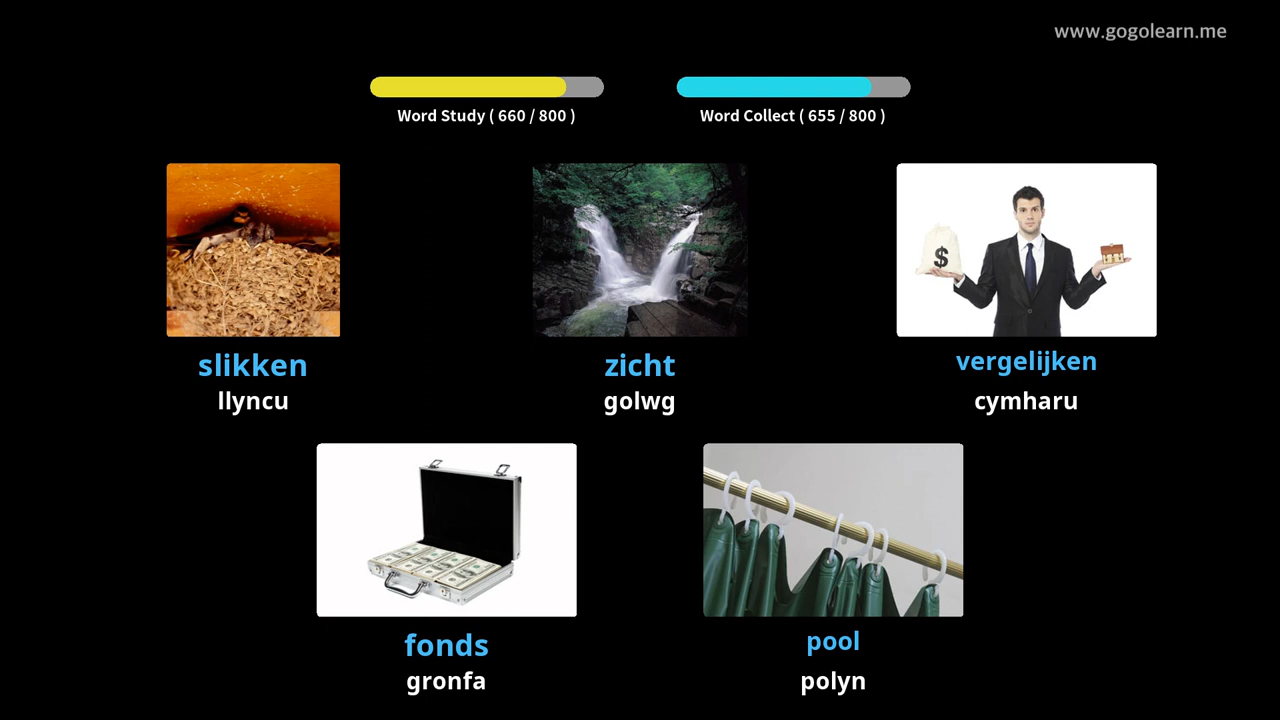 www.gogolearn.me
Word Study ( 660 / 800 )
Word Collect ( 655 / 800 )
$
slikken
llyncu
zicht
golwg
vergelijken
cymharu
fonds
gronfa
pool
polyn